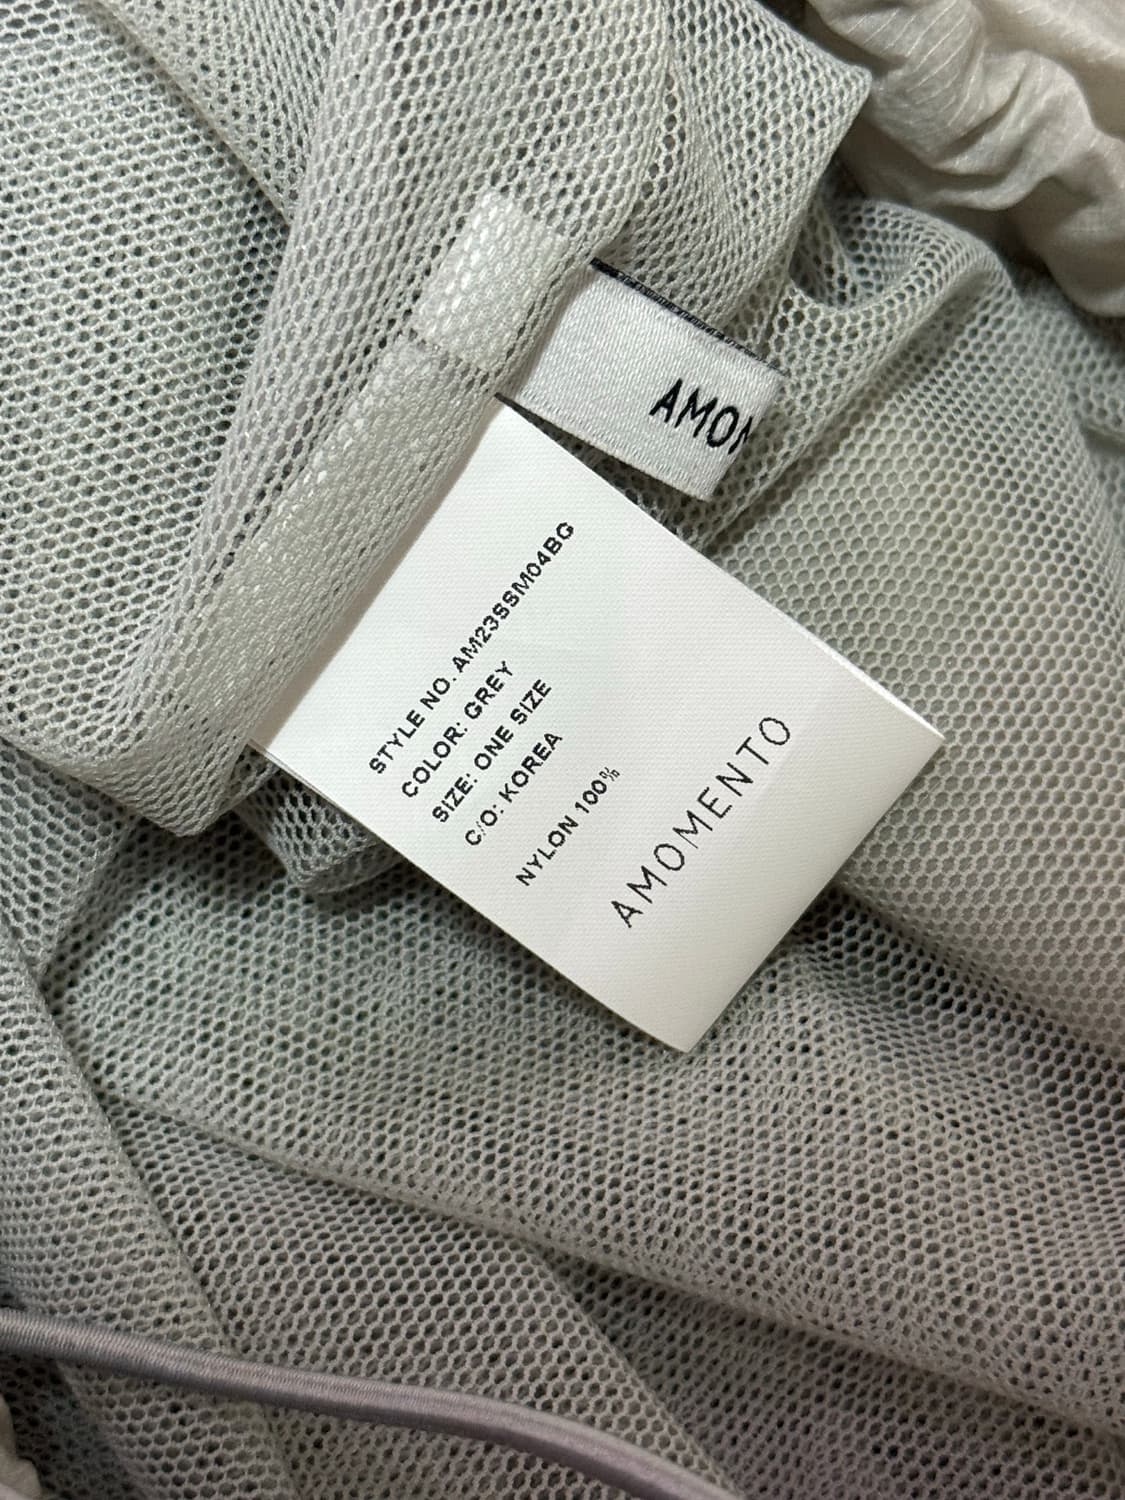 AMON
STYLE NO. AM23SSM04BG
COLOR: GREY
SIZE: ONE SIZE
C/O: KOREA
NYLON 100%
AMOMENTO